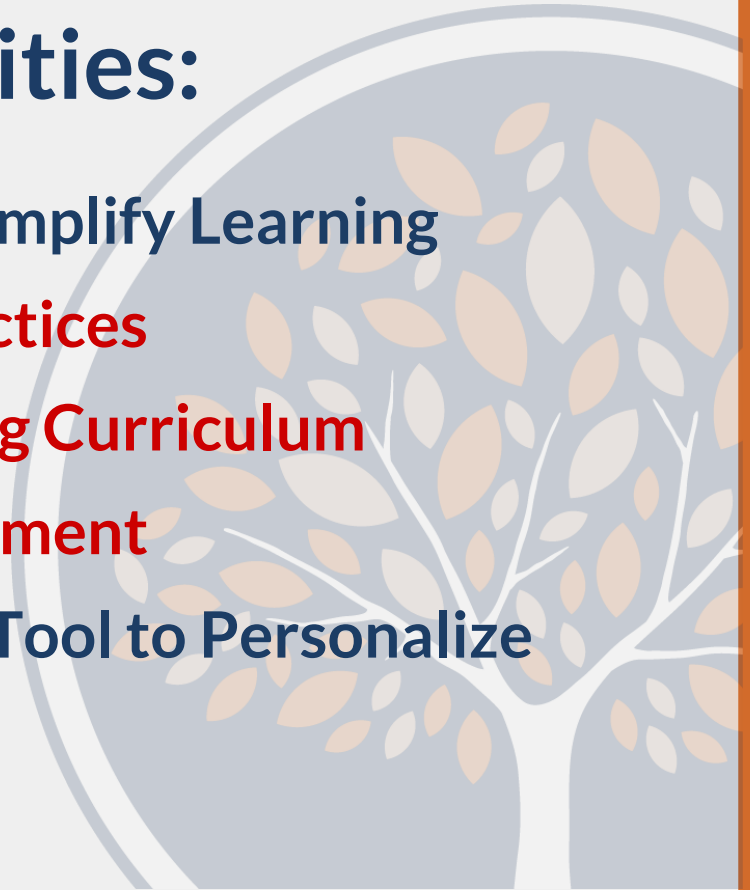 ities:
mplify Learning
ctices
g Curriculum
ment
Tool to Personalize